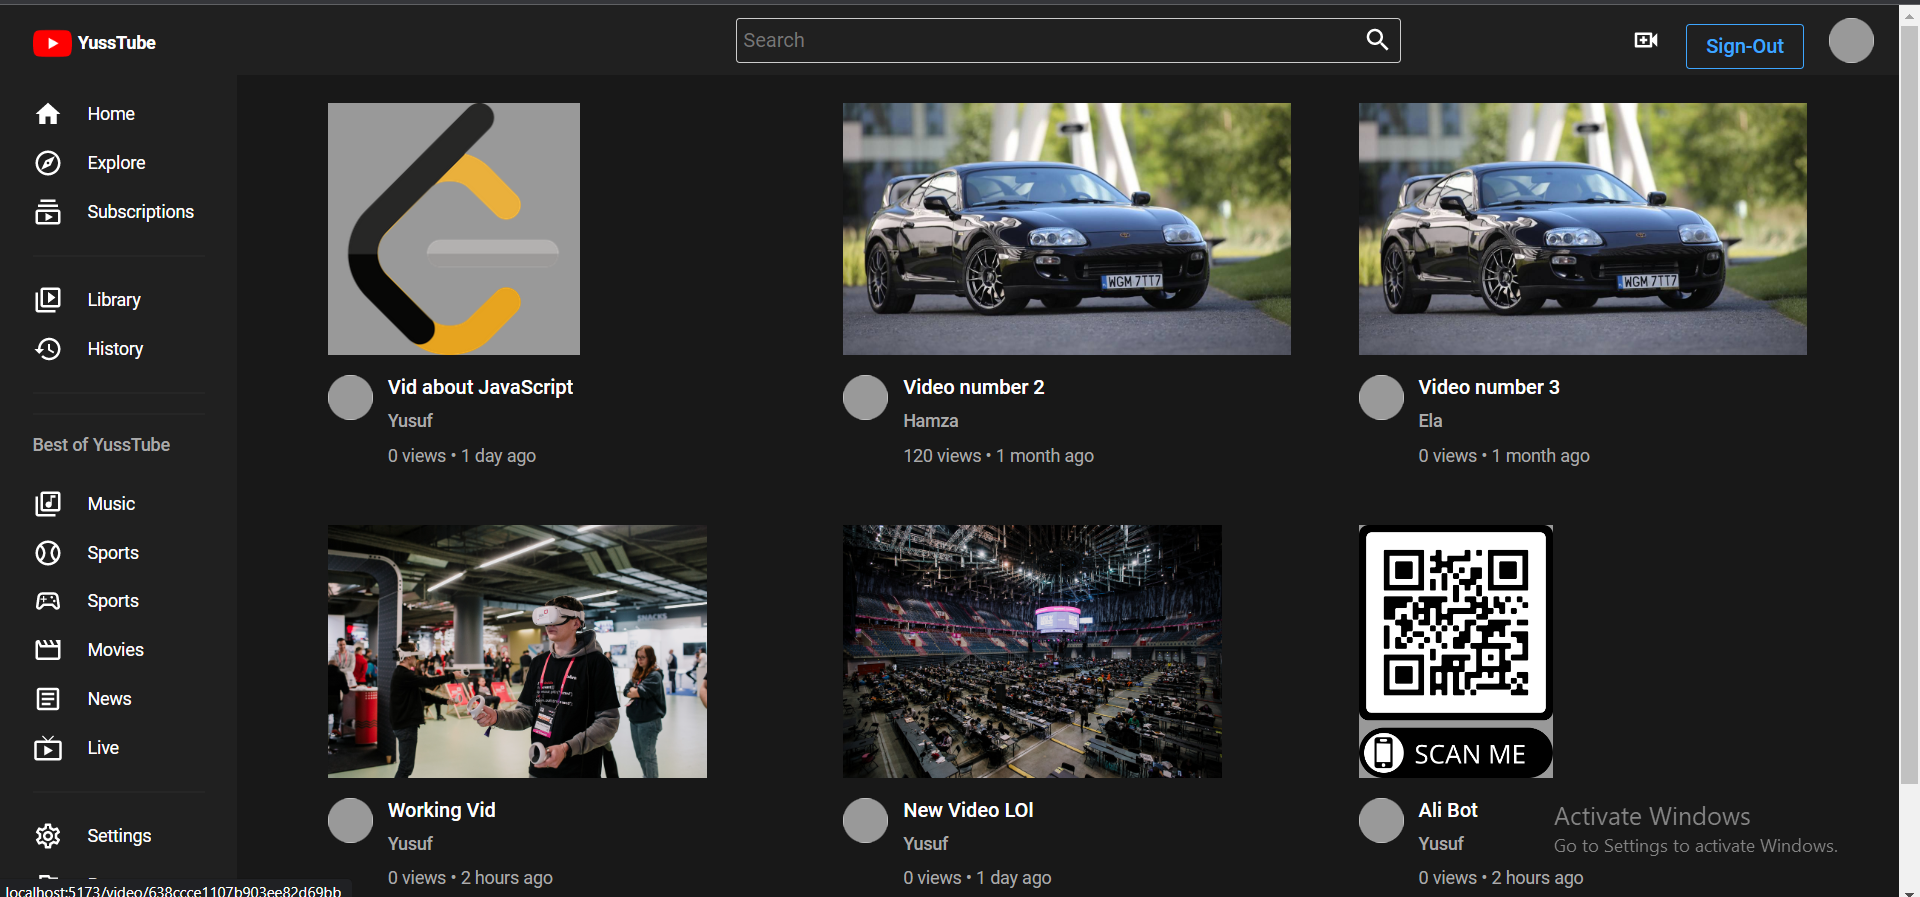 YussTube
Search
Sign-Out
Home
Explore
Subscriptions
Library
History
Best of YussTube
Music
Sports
Sports
Movies
News
Live
Settings
WGM 7TT7
Vid about JavaScript
Yusuf
0 views • 1 day ago
Video number 2
Hamza
120 views • 1 month ago
WGM 7TT7
Video number 3
Ela
0 views • 1 month ago
Working Vid
Yusuf
0 views • 2 hours ago
New Video LOl
Yusuf
0 views • 1 day ago
SCAN ME
Ali Bot
Yusuf
0 views • 2 hours ago
Activate Windows
Go to Settings to activate Windows.
localhost:5173/video/638ccce1107b903ee82d69bb